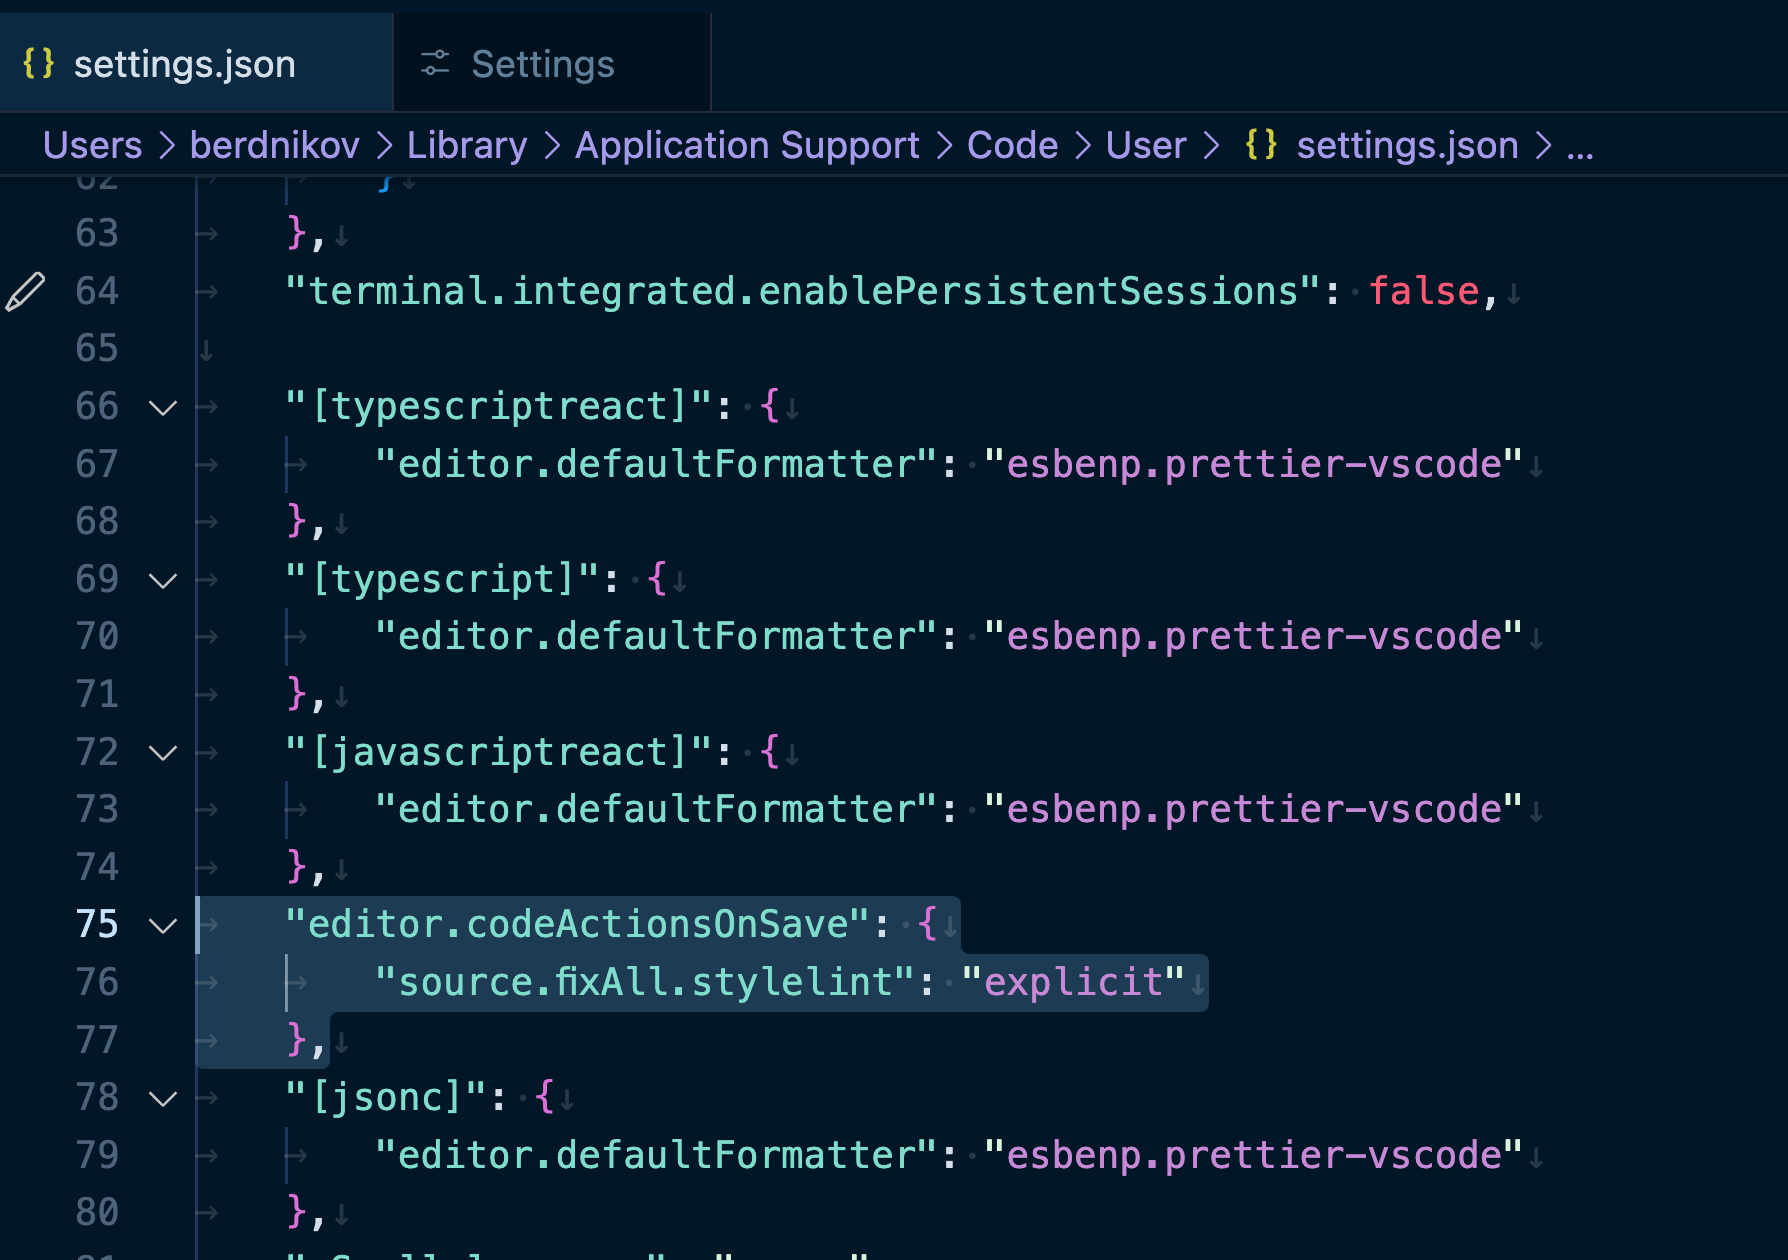 {} settings.json Settings
Users > berdnikov > Library > Application Support > Code > User > {} settings.json > ...
62 }
63 },
64 "terminal.integrated.enablePersistentSessions": false,
65
66 "[typescriptreact]": {
67 "editor.defaultFormatter": "esbenp.prettier-vscode"
68 },
69 "[typescript]": {
70 "editor.defaultFormatter": "esbenp.prettier-vscode"
71 },
72 "[javascriptreact]": {
73 "editor.defaultFormatter": "esbenp.prettier-vscode"
74 },
75 "editor.codeActionsOnSave": {
76 "source.fixAll.stylelint": "explicit"
77 },
78 "[jsonc]": {
79 "editor.defaultFormatter": "esbenp.prettier-vscode"
80 },